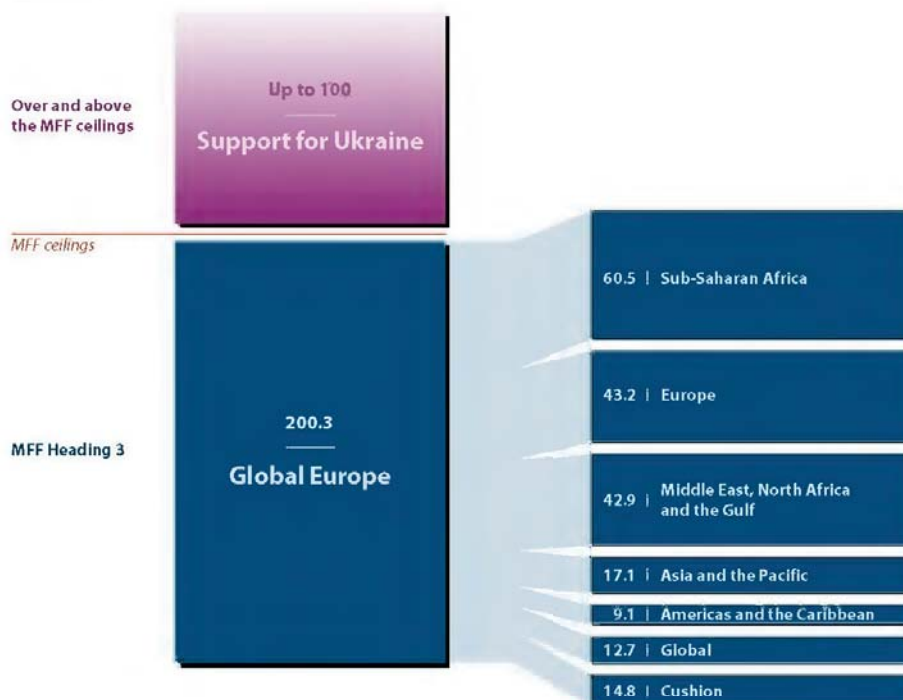 Up to 100
Over and above
the MFF ceilings
Support for Ukraine
MFF ceilings
60.5 | Sub-Saharan Africa
43.2 | Europe
200.3
MFF Heading 3
Global Europe
42.9 | Middle East, North Africa
and the Gulf
17.1 | Asia and the Pacific
9.1 | Americas and the Caribbean
12.7 | Global
14.8 | Cushion